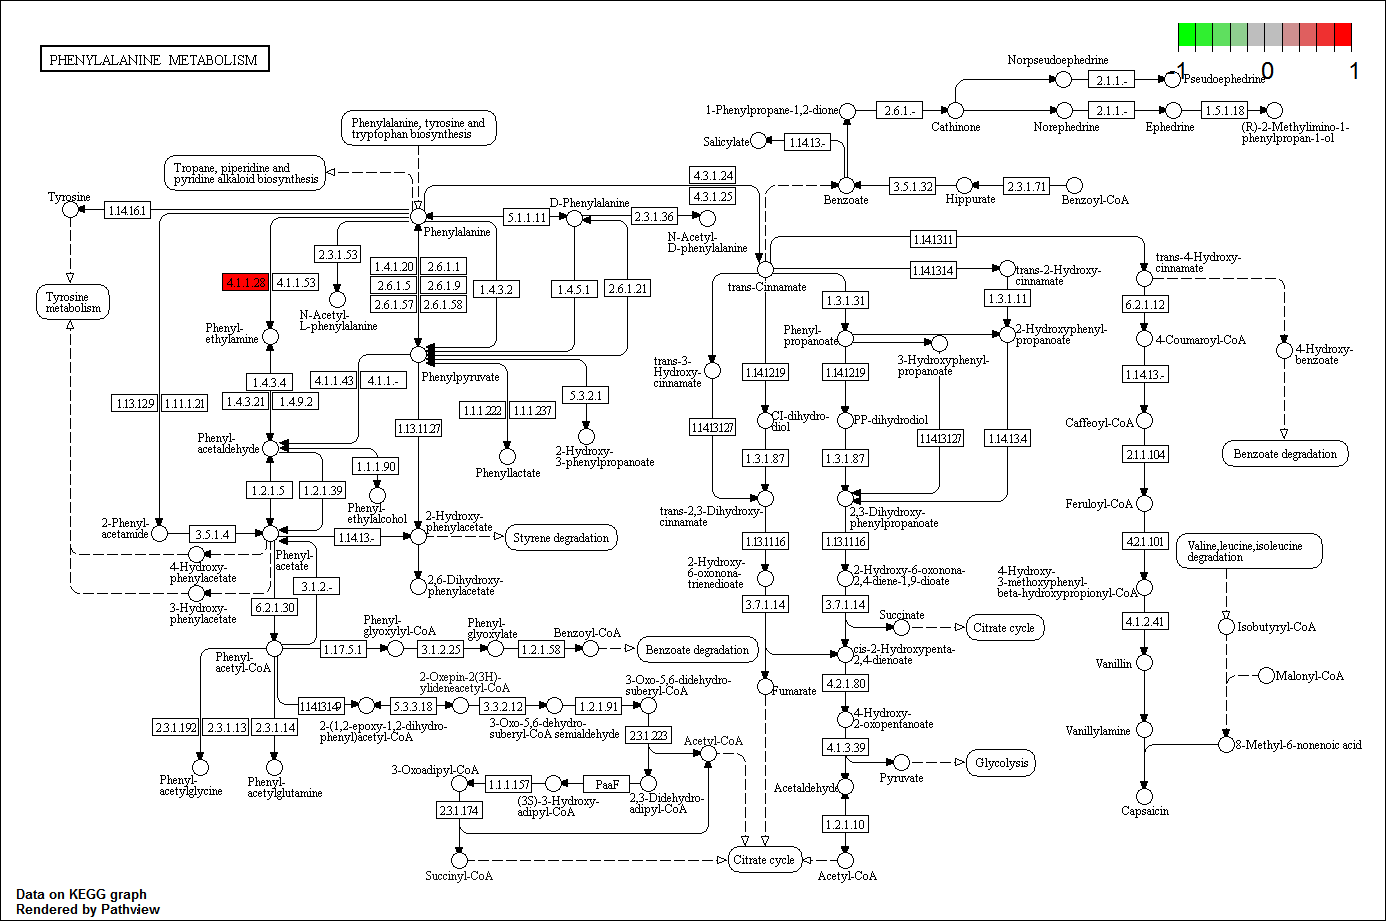 PHENYLALANINE METABOLISM
-1
0
1
Norpseudoephedrine
2.1.1.-
Pseudoephedrine
1-Phenylpropane-1,2-dione
2.6.1.-
Cathinone
Norephedrine
2.1.1.-
Ephedrine
1.5.1.18
(R)-2-Methylimino-1-
phenylpropan-1-ol
Phenylalanine, tyrosine and
tryptophan biosynthesis
Salicylate
1.14.13.-
Tropane, piperidine and
pyridine alkaloid biosynthesis
4.3.1.24
4.3.1.25
Benzoate
3.5.1.32
Hippurate
2.3.1.71
Benzoyl-CoA
Tyrosine
1.14.16.1
Phenylalanine
5.1.1.11
D-Phenylalanine
2.3.1.36
N-Acetyl-
D-phenylalanine
1.14.13.11
trans-4-Hydroxy-
cinnamate
2.3.1.53
1.4.1.20
2.6.1.1
2.6.1.5
2.6.1.9
2.6.1.57
2.6.1.58
1.4.3.2
1.4.5.1
2.6.1.21
4.1.1.28
4.1.1.53
N-Acetyl-
L-phenylalanine
trans-Cinnamate
1.14.13.14
trans-2-Hydroxy-
cinnamate
1.3.1.31
1.3.1.11
6.2.1.12
Tyrosine
metabolism
Phenyl-
ethylamine
Phenyl-
propanoate
2-Hydroxyphenyl-
propanoate
3-Hydroxyphenyl-
propanoate
4-Coumaroyl-CoA
4-Hydroxy-
benzoate
Phenylpyruvate
trans-3-
Hydroxy-
cinnamate
1.14.12.19
1.14.12.19
1.14.13.-
1.4.3.4
1.4.3.21
1.4.9.2
4.1.1.43
4.1.1.-
1.13.12.9
1.11.1.21
1.1.1.222
1.1.1.237
5.3.2.1
1.13.11.27
1.14.13.127
CI-dihydro-
diol
PP-dihydrodiol
1.14.13.127
1.14.13.4
Caffeoyl-CoA
Phenyl-
acetaldehyde
1.1.1.90
Phenyllactate
2-Hydroxy-
3-phenylpropanoate
1.3.1.87
1.3.1.87
2.1.1.104
Benzoate degradation
1.2.1.5
1.2.1.39
Phenyl-
ethylalcohol
trans-2,3-Dihydroxy-
cinnamate
2,3-Dihydroxy-
phenylpropanoate
Feruloyl-CoA
2-Phenyl-
acetamide
3.5.1.4
Phenyl-
acetate
1.14.13.-
2-Hydroxy-
phenylacetate
Styrene degradation
1.13.11.16
1.13.11.16
4.2.1.101
Valine,leucine,isoleucine
degradation
4-Hydroxy-
phenylacetate
3-Hydroxy-
phenylacetate
3.1.2.-
6.2.1.30
2,6-Dihydroxy-
phenylacetate
2-Hydroxy-
6-oxonona-
trienedioate
2-Hydroxy-6-oxonona-
2,4-diene-1,9-dioate
4-Hydroxy-
3-methoxyphenyl-
beta-hydroxypropionyl-CoA
3.7.1.14
3.7.1.14
Succinate
Citrate cycle
4.1.2.41
Isobutyryl-CoA
Phenyl-
acetyl-CoA
1.17.5.1
Phenyl-
glyoxylyl-CoA
3.1.2.25
Phenyl-
glyoxylate
1.2.1.58
Benzoyl-CoA
Benzoate degradation
cis-2-Hydroxypenta-
2,4-dienoate
Vanillin
Malonyl-CoA
1.14.13.149
2-(1,2-epoxy-1,2-dihydro-
phenyl)acetyl-CoA
5.3.3.18
2-Oxepin-2(3H)-
ylideneacetyl-CoA
3.3.2.12
3-Oxo-5,6-dehydro-
suberyl-CoA semialdehyde
1.2.1.91
3-Oxo-5,6-didehydro-
suberyl-CoA
Fumarate
4.2.1.80
4-Hydroxy-
2-oxopentanoate
2.3.1.192
2.3.1.13
2.3.1.14
2.3.1.223
Acetyl-CoA
4.1.3.39
Vanillylamine
8-Methyl-6-nonenoic acid
Phenyl-
acetylglycine
Phenyl-
acetylglutamine
3-Oxoadipyl-CoA
1.1.1.157
(3S)-3-Hydroxy-
adipyl-CoA
PaaF
2,3-Didehydro-
adipyl-CoA
Pyruvate
Glycolysis
Acetaldehyde
Capsaicin
2.3.1.174
1.2.1.10
Succinyl-CoA
Citrate cycle
Acetyl-CoA
Data on KEGG graph
Rendered by Pathview